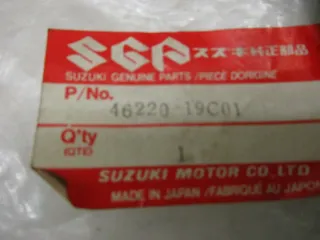 SGP スズキ純正部品
SUZUKI GENUINE PARTS / PIÈCE D'ORIGINE
P/No.
46220-19C01
Q'ty
(QTÉ)
1
SUZUKI MOTOR CO.,LTD
MADE IN JAPAN / FABRIQUÉ AU JAPON